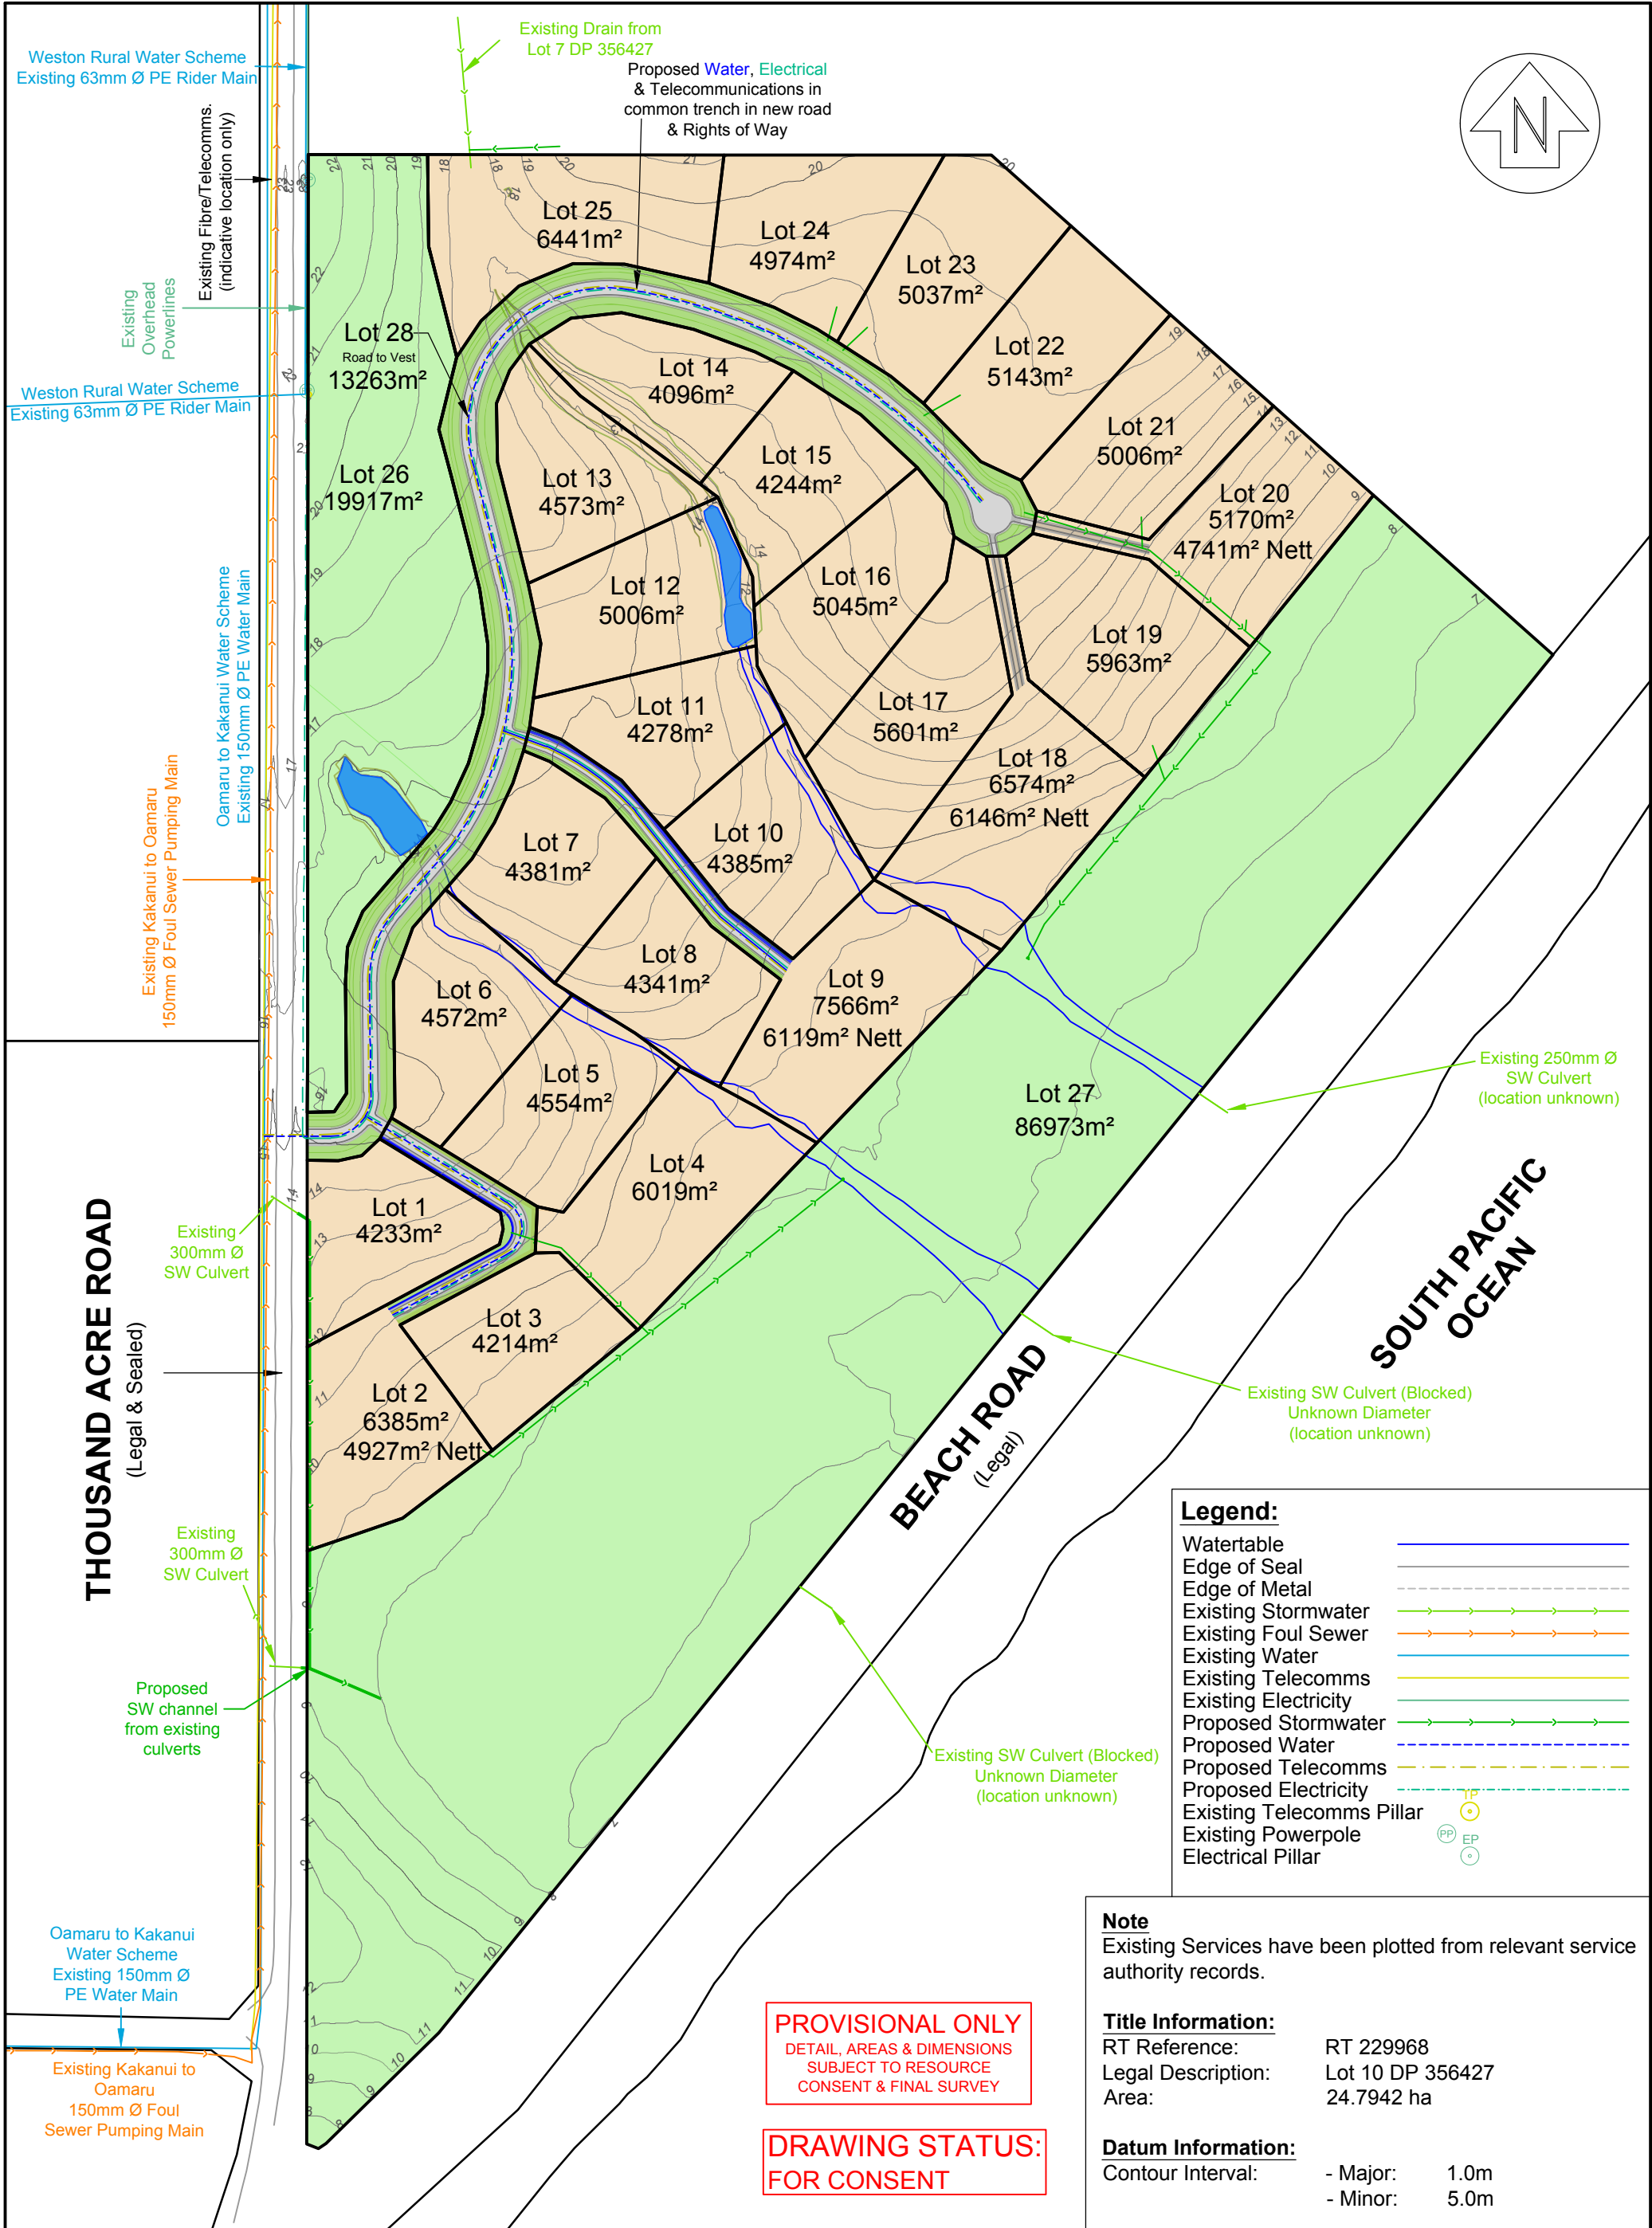 Existing Drain from
Lot 7 DP 356427
Weston Rural Water Scheme
Existing 63mm Ø PE Rider Main
Proposed Water, Electrical
& Telecommunications in
common trench in new road
& Rights of Way
N
Existing Fibre/Telecomms.
(indicative location only)
Existing
Overhead
Powerlines
Weston Rural Water Scheme
Existing 63mm Ø PE Rider Main
Lot 25
6441m²
Lot 24
4974m²
Lot 23
5037m²
Lot 22
5143m²
Lot 28
Road to Vest
13263m²
Lot 14
4096m²
Lot 21
5006m²
Lot 26
19917m²
Lot 13
4573m²
Lot 15
4244m²
Lot 20
5170m²
4741m² Nett
Lot 12
5006m²
Lot 16
5045m²
Lot 19
5963m²
Oamaru to Kakanui Water Scheme
Existing 150mm Ø PE Water Main
Lot 11
4278m²
Lot 17
5601m²
Lot 18
6574m²
6146m² Nett
Existing Kakanui to Oamaru
150mm Ø Foul Sewer Pumping Main
Lot 7
4381m²
Lot 10
4385m²
Lot 8
4341m²
Lot 9
7566m²
6119m² Nett
Lot 6
4572m²
Lot 5
4554m²
Lot 27
86973m²
Existing 250mm Ø
SW Culvert
(location unknown)
Lot 4
6019m²
Lot 1
4233m²
Existing
300mm Ø
SW Culvert
THOUSAND ACRE ROAD
(Legal & Sealed)
Lot 3
4214m²
Lot 2
6385m²
4927m² Nett
SOUTH PACIFIC
OCEAN
BEACH ROAD
(Legal)
Existing SW Culvert (Blocked)
Unknown Diameter
(location unknown)
Existing
300mm Ø
SW Culvert
Proposed
SW channel
from existing
culverts
Existing SW Culvert (Blocked)
Unknown Diameter
(location unknown)
Legend:
Watertable
Edge of Seal
Edge of Metal
Existing Stormwater
Existing Foul Sewer
Existing Water
Existing Telecomms
Existing Electricity
Proposed Stormwater
Proposed Water
Proposed Telecomms
Proposed Electricity
Existing Telecomms Pillar TP
Existing Powerpole PP
Electrical Pillar EP
Oamaru to Kakanui
Water Scheme
Existing 150mm Ø
PE Water Main
Existing Kakanui to
Oamaru
150mm Ø Foul
Sewer Pumping Main
PROVISIONAL ONLY
DETAIL, AREAS & DIMENSIONS
SUBJECT TO RESOURCE
CONSENT & FINAL SURVEY
DRAWING STATUS:
FOR CONSENT
Note
Existing Services have been plotted from relevant service
authority records.
Title Information:
RT Reference: RT 229968
Legal Description: Lot 10 DP 356427
Area: 24.7942 ha
Datum Information:
Contour Interval: - Major: 1.0m
- Minor: 5.0m